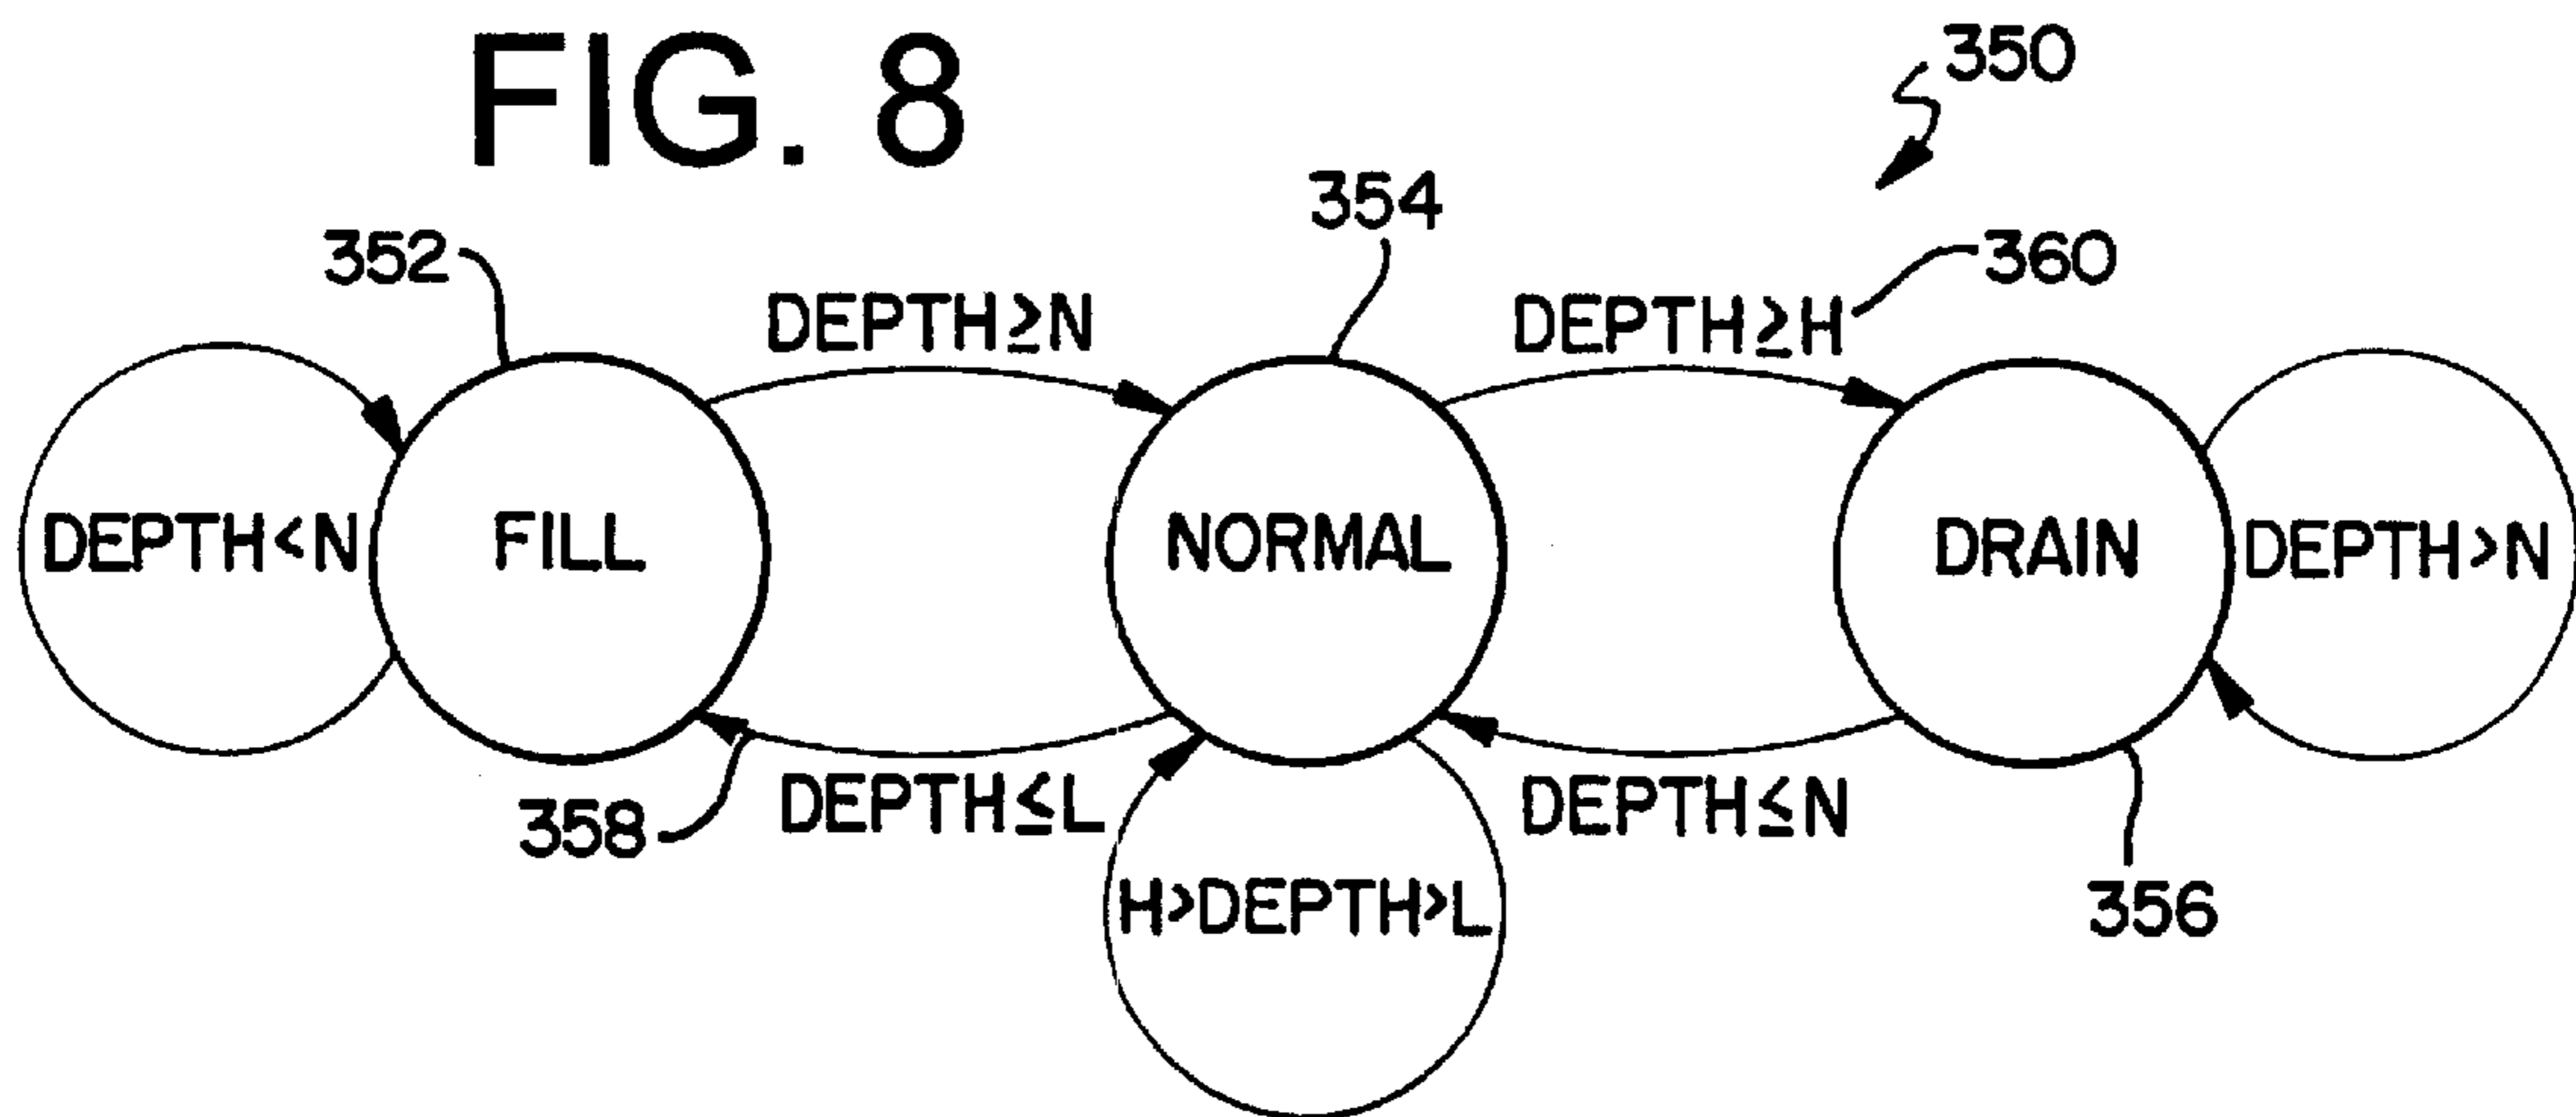 FIG. 8
350
354
352
360
DEPTH≥N
DEPTH≥H
DEPTH<N
FILL
NORMAL
DRAIN
DEPTH>N
358
DEPTH≤L
DEPTH≤N
H>DEPTH>L
356